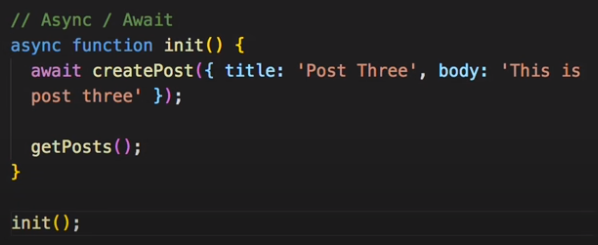 // Async / Await
async function init() {
  await createPost({ title: 'Post Three', body: 'This is
  post three' });

  getPosts();
}

init();